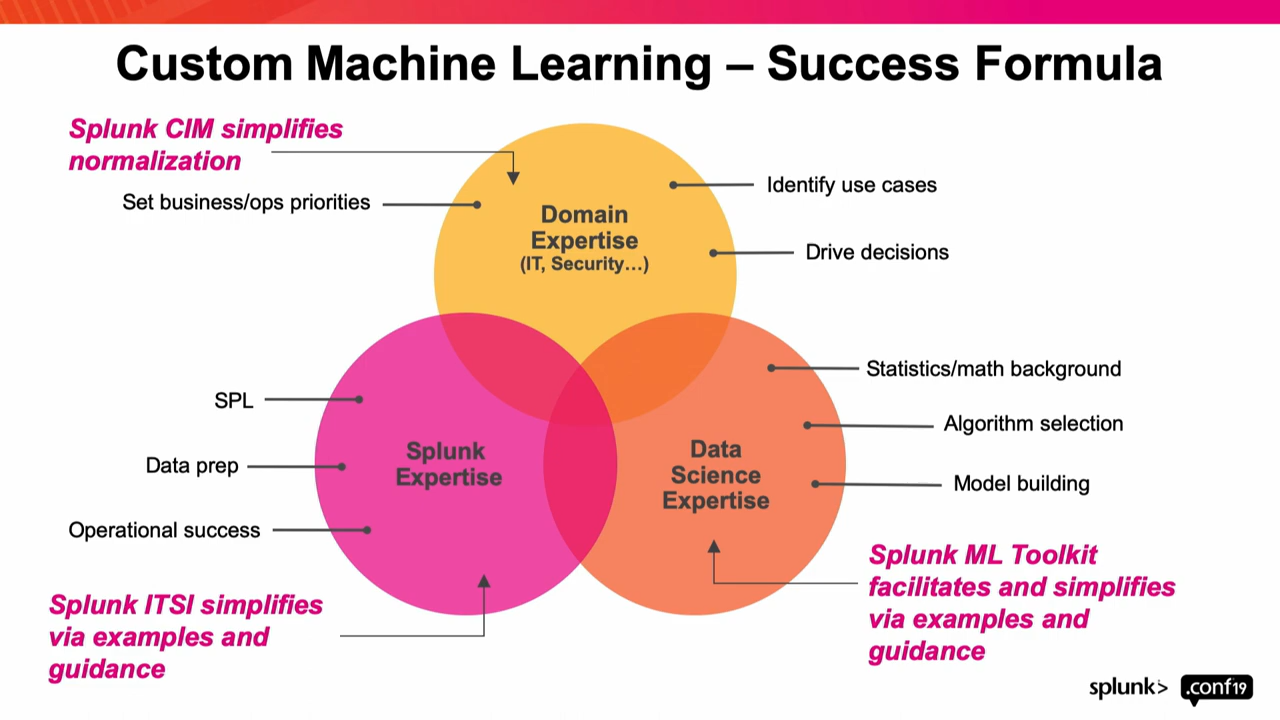 Custom Machine Learning – Success Formula
Splunk CIM simplifies
normalization
Set business/ops priorities
Identify use cases
Drive decisions
Domain
Expertise
(IT, Security…)
Statistics/math background
Algorithm selection
Model building
SPL
Data prep
Operational success
Splunk
Expertise
Data
Science
Expertise
Splunk ITSI simplifies
via examples and
guidance
Splunk ML Toolkit
facilitates and simplifies
via examples and
guidance
splunk> .conf19